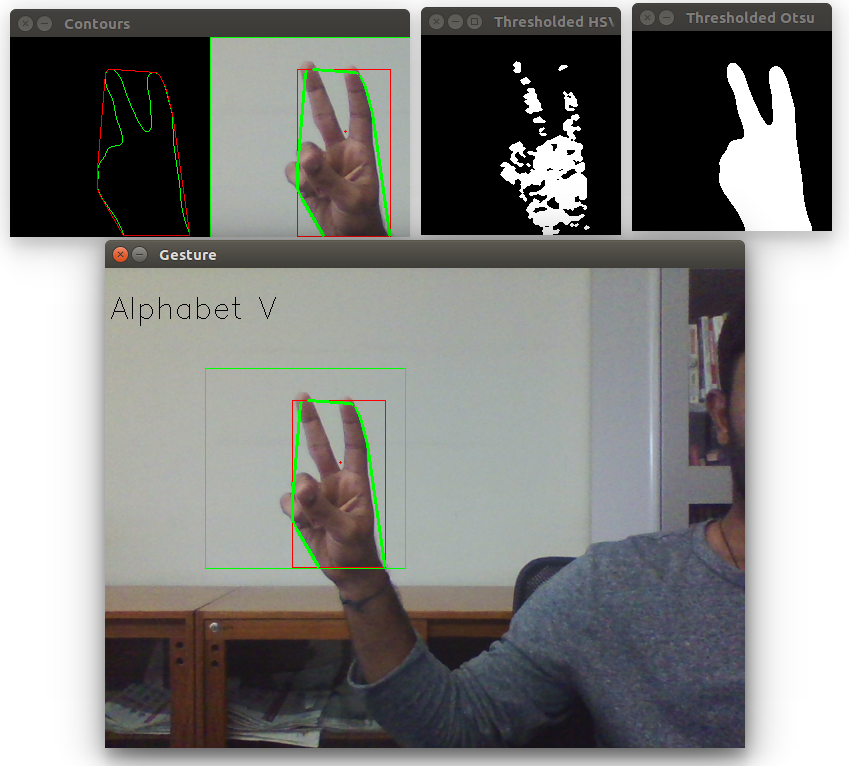 Contours
Thresholded HSV
Thresholded Otsu
Gesture
Alphabet V